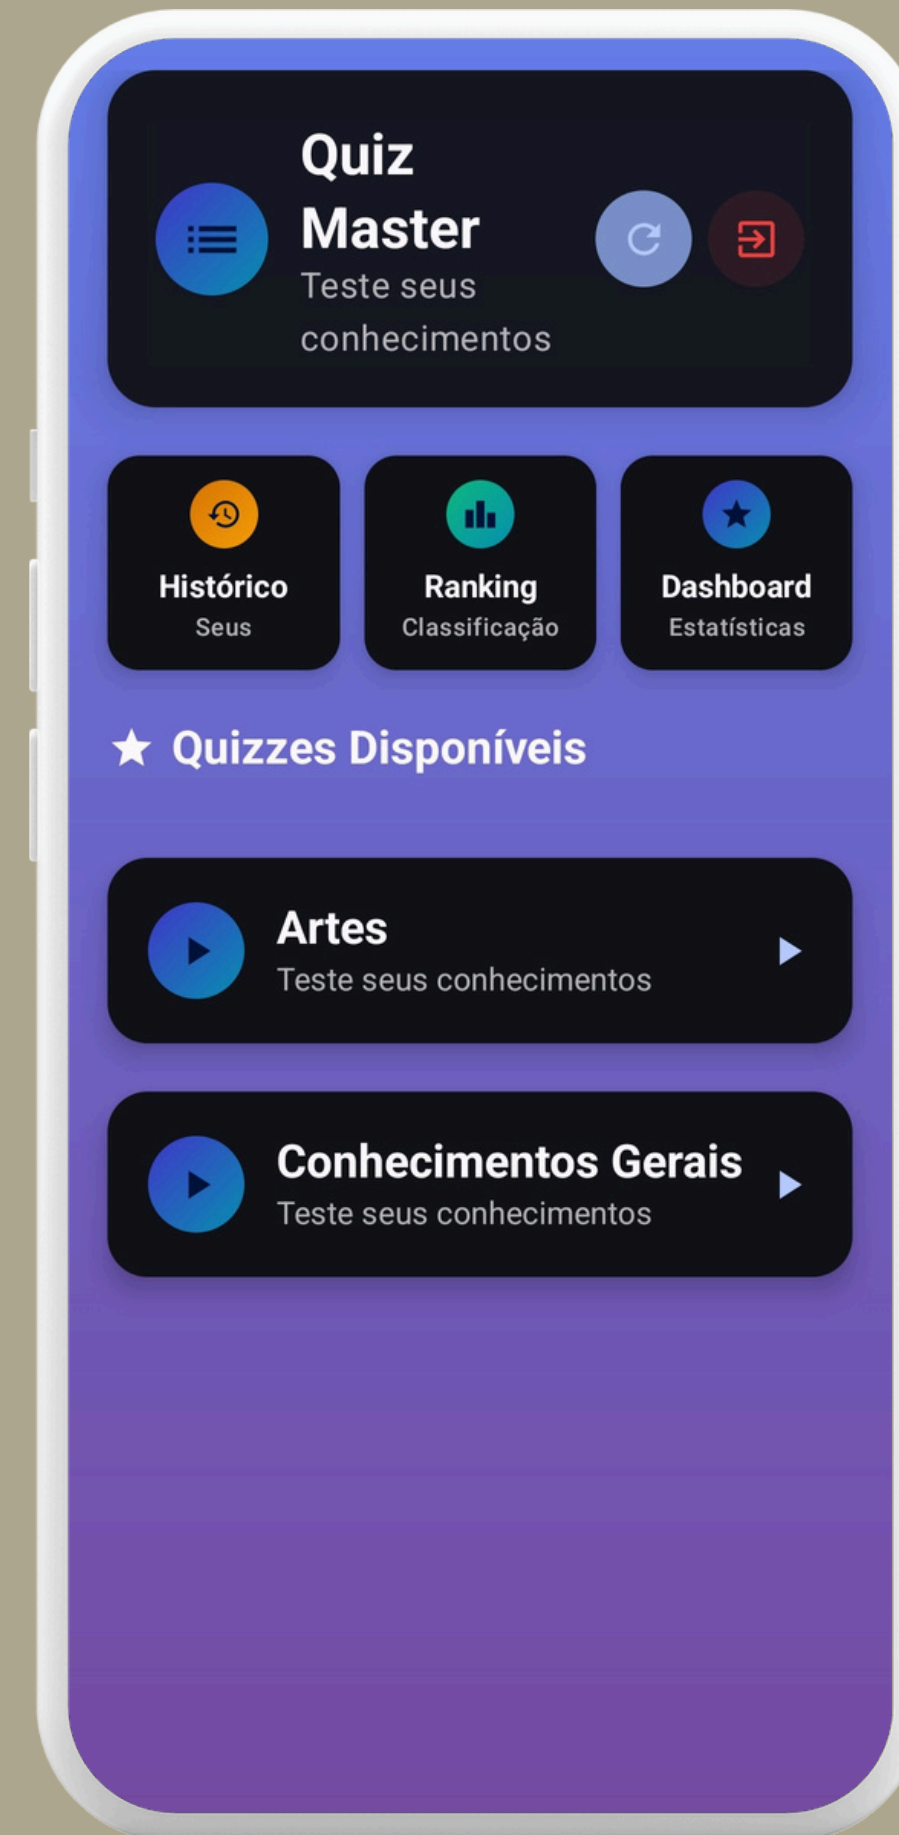 Quiz
Master
Teste seus
conhecimentos
Histórico
Seus
Ranking
Classificação
Dashboard
Estatísticas
Quizzes Disponíveis
Artes
Teste seus conhecimentos
Conhecimentos Gerais
Teste seus conhecimentos